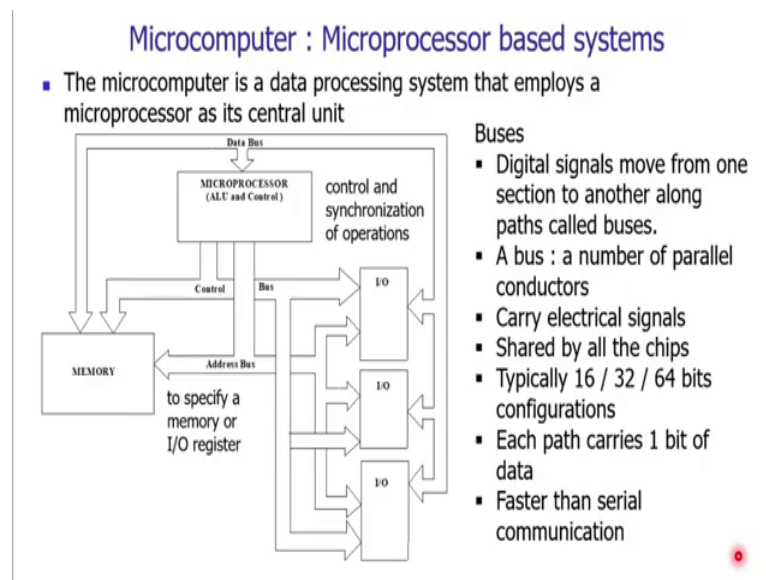 Microcomputer : Microprocessor based systems
▪ The microcomputer is a data processing system that employs a
microprocessor as its central unit
Data Bus
MICROPROCESSOR
(ALU and Control )
control and
synchronization
of operations
Control
Bus
I/O
MEMORY
Address Bus
I/O
to specify a
memory or
I/O register
I/O
Buses
▪ Digital signals move from one
section to another along
paths called buses.
▪ A bus : a number of parallel
conductors
▪ Carry electrical signals
▪ Shared by all the chips
▪ Typically 16 / 32 / 64 bits
configurations
▪ Each path carries 1 bit of
data
▪ Faster than serial
communication